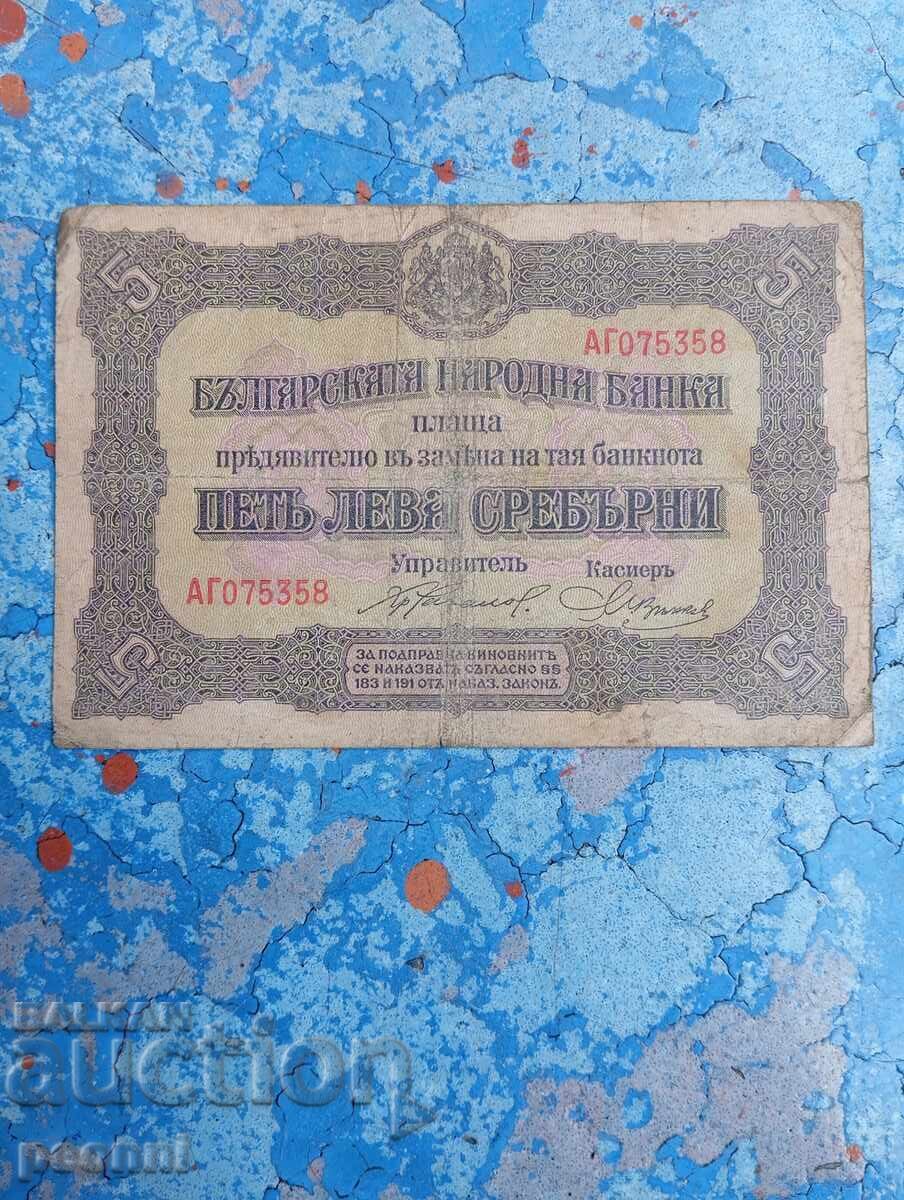 5 5
АГ075358
БЪЛГАРСКАТА НАРОДНА БАНКА
плаща
прѣдявителю въ замѣна на тая банкнота
ПЕТЬ ЛЕВА СРЕБЪРНИ
Управитель Касиеръ
АГ075358
ЗА ПОДПРАВКА ВИНОВНИТѢ
СЕ НАКАЗВАТЪ СЪГЛАСНО §§
183 И 191 ОТЪ НАКАЗ. ЗАКОНЪ.
5 5
BALKAN
auction
peshni